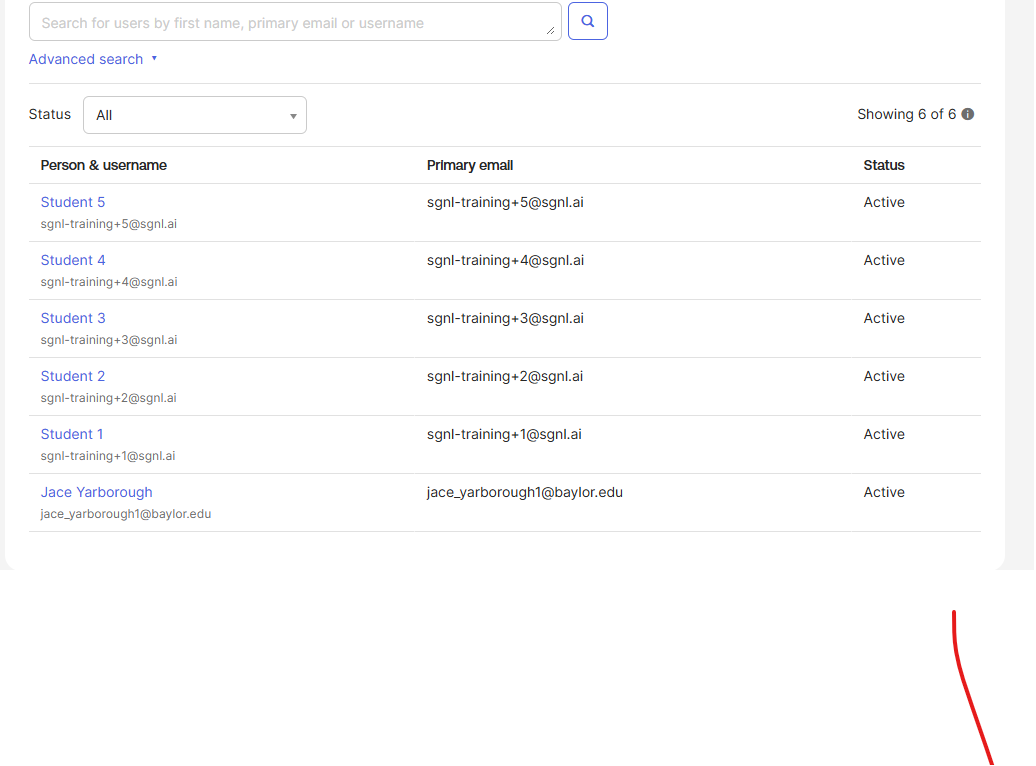 Search for users by first name, primary email or username
Advanced search
Status All Showing 6 of 6
Person & username Primary email Status
Student 5 sgnl-training+5@sgnl.ai Active
sgnl-training+5@sgnl.ai
Student 4 sgnl-training+4@sgnl.ai Active
sgnl-training+4@sgnl.ai
Student 3 sgnl-training+3@sgnl.ai Active
sgnl-training+3@sgnl.ai
Student 2 sgnl-training+2@sgnl.ai Active
sgnl-training+2@sgnl.ai
Student 1 sgnl-training+1@sgnl.ai Active
sgnl-training+1@sgnl.ai
Jace Yarborough jace_yarborough1@baylor.edu Active
jace_yarborough1@baylor.edu